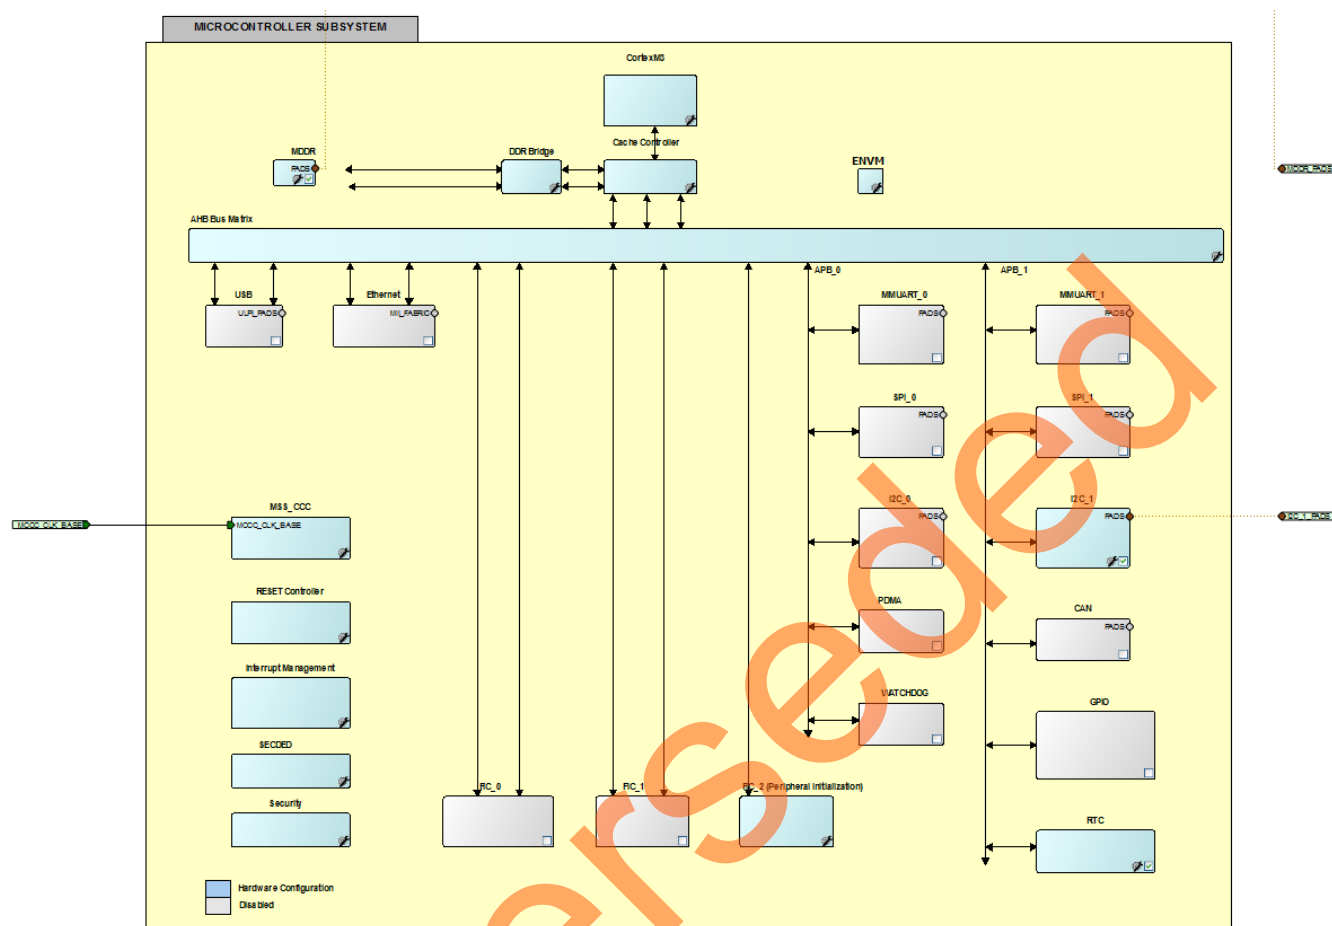 MICROCONTROLLER SUBSYSTEM
CortexM3
Cache Controller
MDDR
PADS
DDR Bridge
ENVM
MDDR_PADS
AHB Bus Matrix
APB_0
APB_1
USB
ULPI_PADS
Ethernet
MII_FABRIC
MMUART_0
PADS
MMUART_1
PADS
SPI_0
PADS
SPI_1
PADS
MSS_CCC
MCCC_CLK_BASE
MCCC_CLK_BASE
I2C_0
PADS
I2C_1
PADS
I2C_1_PADS
RESET Controller
PDMA
CAN
PADS
Interrupt Management
WATCHDOG
GPIO
SECDED
Security
FIC_0
FIC_1
FIC_2 (Peripheral Initialization)
RTC
Hardware Configuration
Disabled
erseded